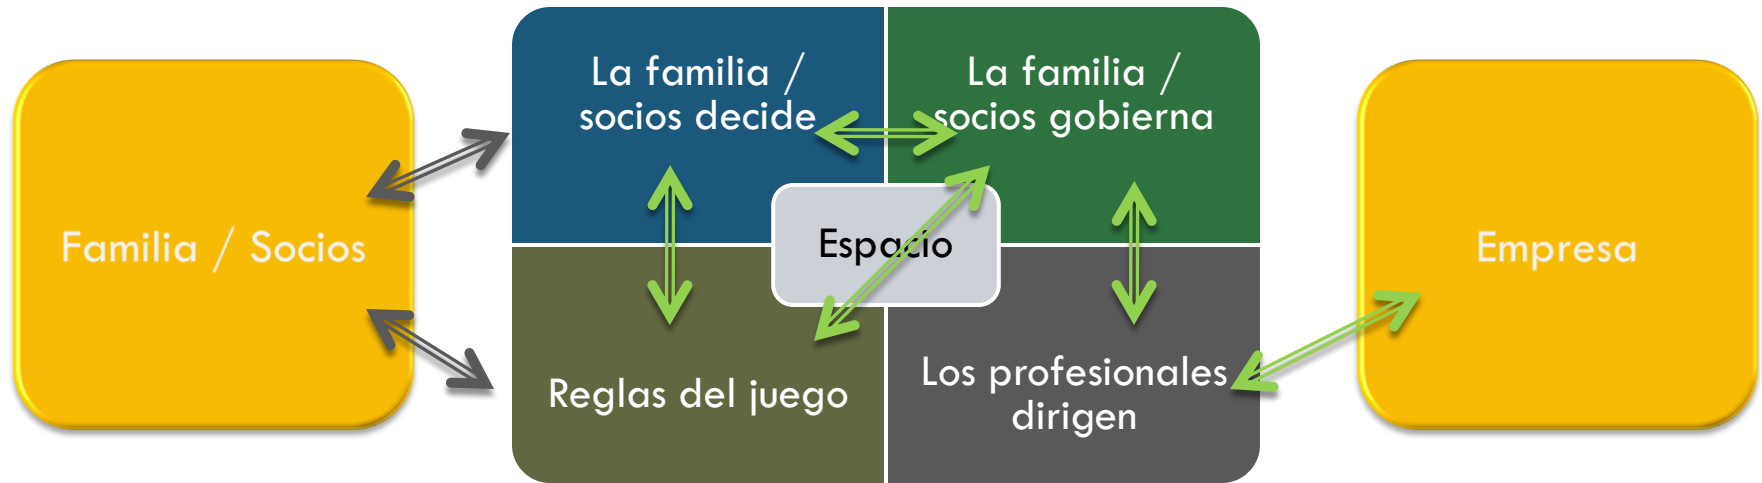 Familia / Socios
La familia /
socios decide
La familia /
socios gobierna
Espacio
Reglas del juego
Los profesionales
dirigen
Empresa